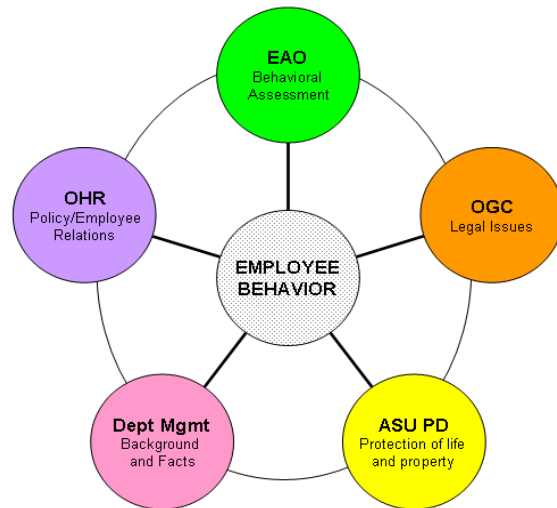 EAO
Behavioral
Assessment
OHR
Policy/Employee
Relations
OGC
Legal Issues
EMPLOYEE
BEHAVIOR
Dept Mgmt
Background
and Facts
ASU PD
Protection of life
and property